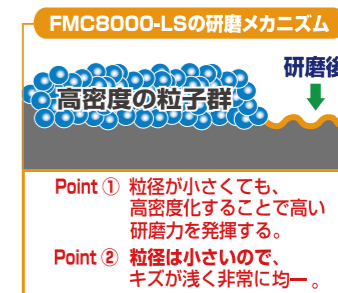 FMC8000-LSの研磨メカニズム
研磨後
高密度の粒子群
Point ① 粒径が小さくても、
高密度化することで高い
研磨力を発揮する。
Point ② 粒径は小さいので、
キズが浅く非常に均一。